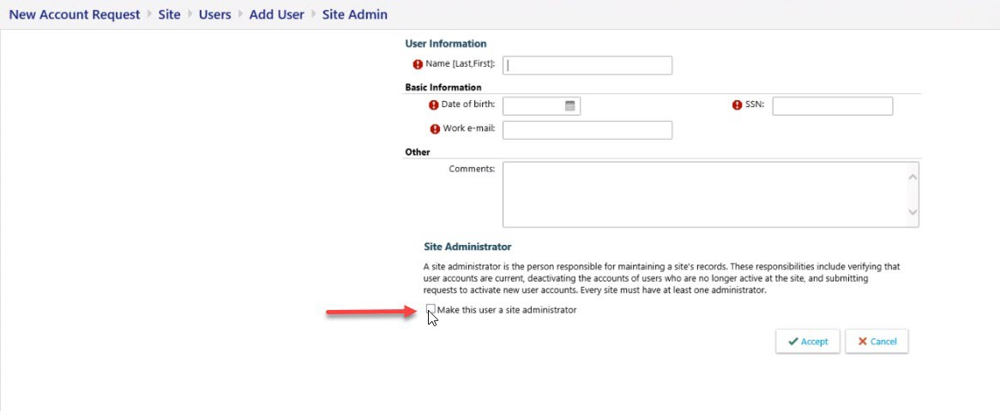 New Account Request Site Users Add User Site Admin
User Information
Name [Last,First]:
Basic Information
Date of birth: SSN:
Work e-mail:
Other
Comments:
Site Administrator
A site administrator is the person responsible for maintaining a site's records. These responsibilities include verifying that
user accounts are current, deactivating the accounts of users who are no longer active at the site, and submitting
requests to activate new user accounts. Every site must have at least one administrator.
Make this user a site administrator
Accept Cancel